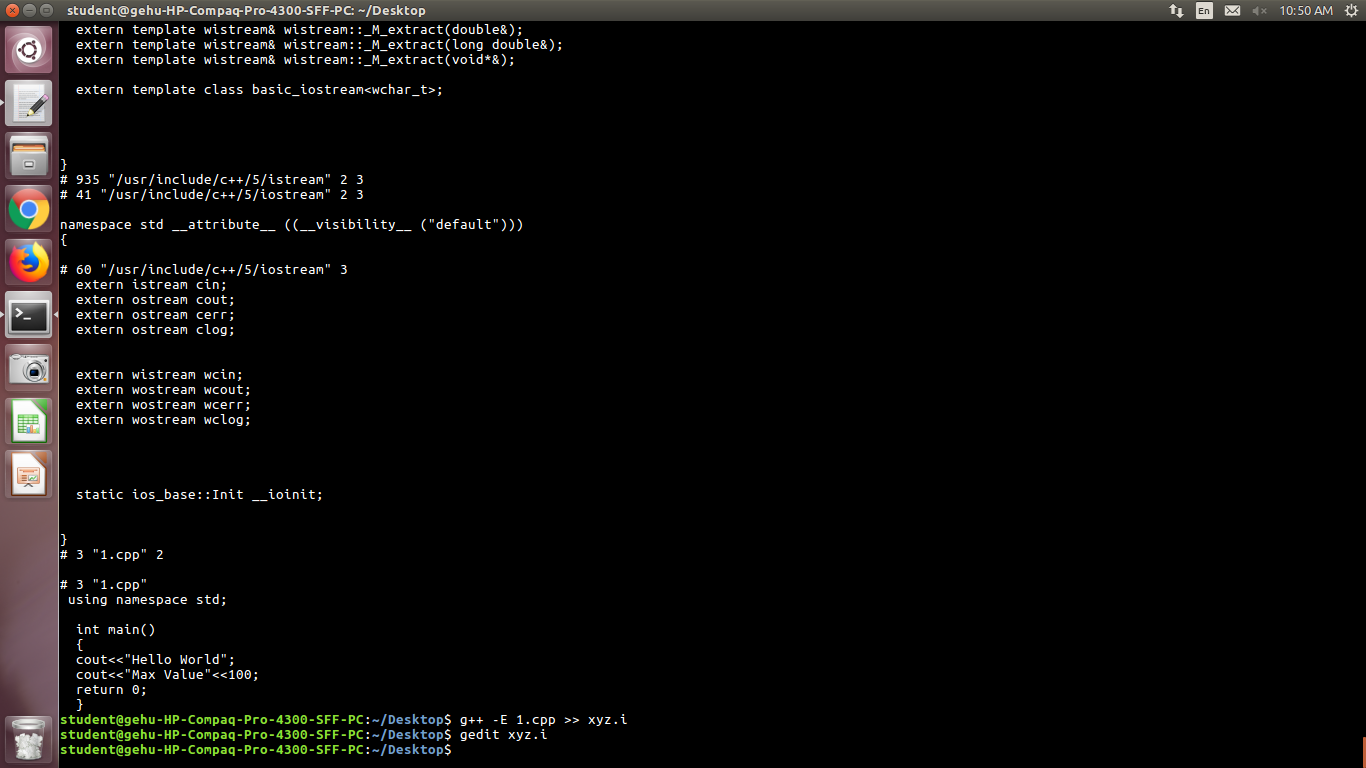 student@gehu-HP-Compaq-Pro-4300-SFF-PC: ~/Desktop
En
10:50 AM
extern template wistream& wistream::_M_extract(double&);
extern template wistream& wistream::_M_extract(long double&);
extern template wistream& wistream::_M_extract(void*&);
extern template class basic_iostream<wchar_t>;
}
# 935 "/usr/include/c++/5/istream" 2 3
# 41 "/usr/include/c++/5/iostream" 2 3
namespace std __attribute__ ((__visibility__ ("default")))
{
# 60 "/usr/include/c++/5/iostream" 3
extern istream cin;
extern ostream cout;
extern ostream cerr;
extern ostream clog;
extern wistream wcin;
extern wostream wcout;
extern wostream wcerr;
extern wostream wclog;
static ios_base::Init __ioinit;
}
# 3 "1.cpp" 2
# 3 "1.cpp"
using namespace std;
int main()
{
cout<<"Hello World";
cout<<"Max Value"<<100;
return 0;
}
student@gehu-HP-Compaq-Pro-4300-SFF-PC:~/Desktop$ g++ -E 1.cpp >> xyz.i
student@gehu-HP-Compaq-Pro-4300-SFF-PC:~/Desktop$ gedit xyz.i
student@gehu-HP-Compaq-Pro-4300-SFF-PC:~/Desktop$